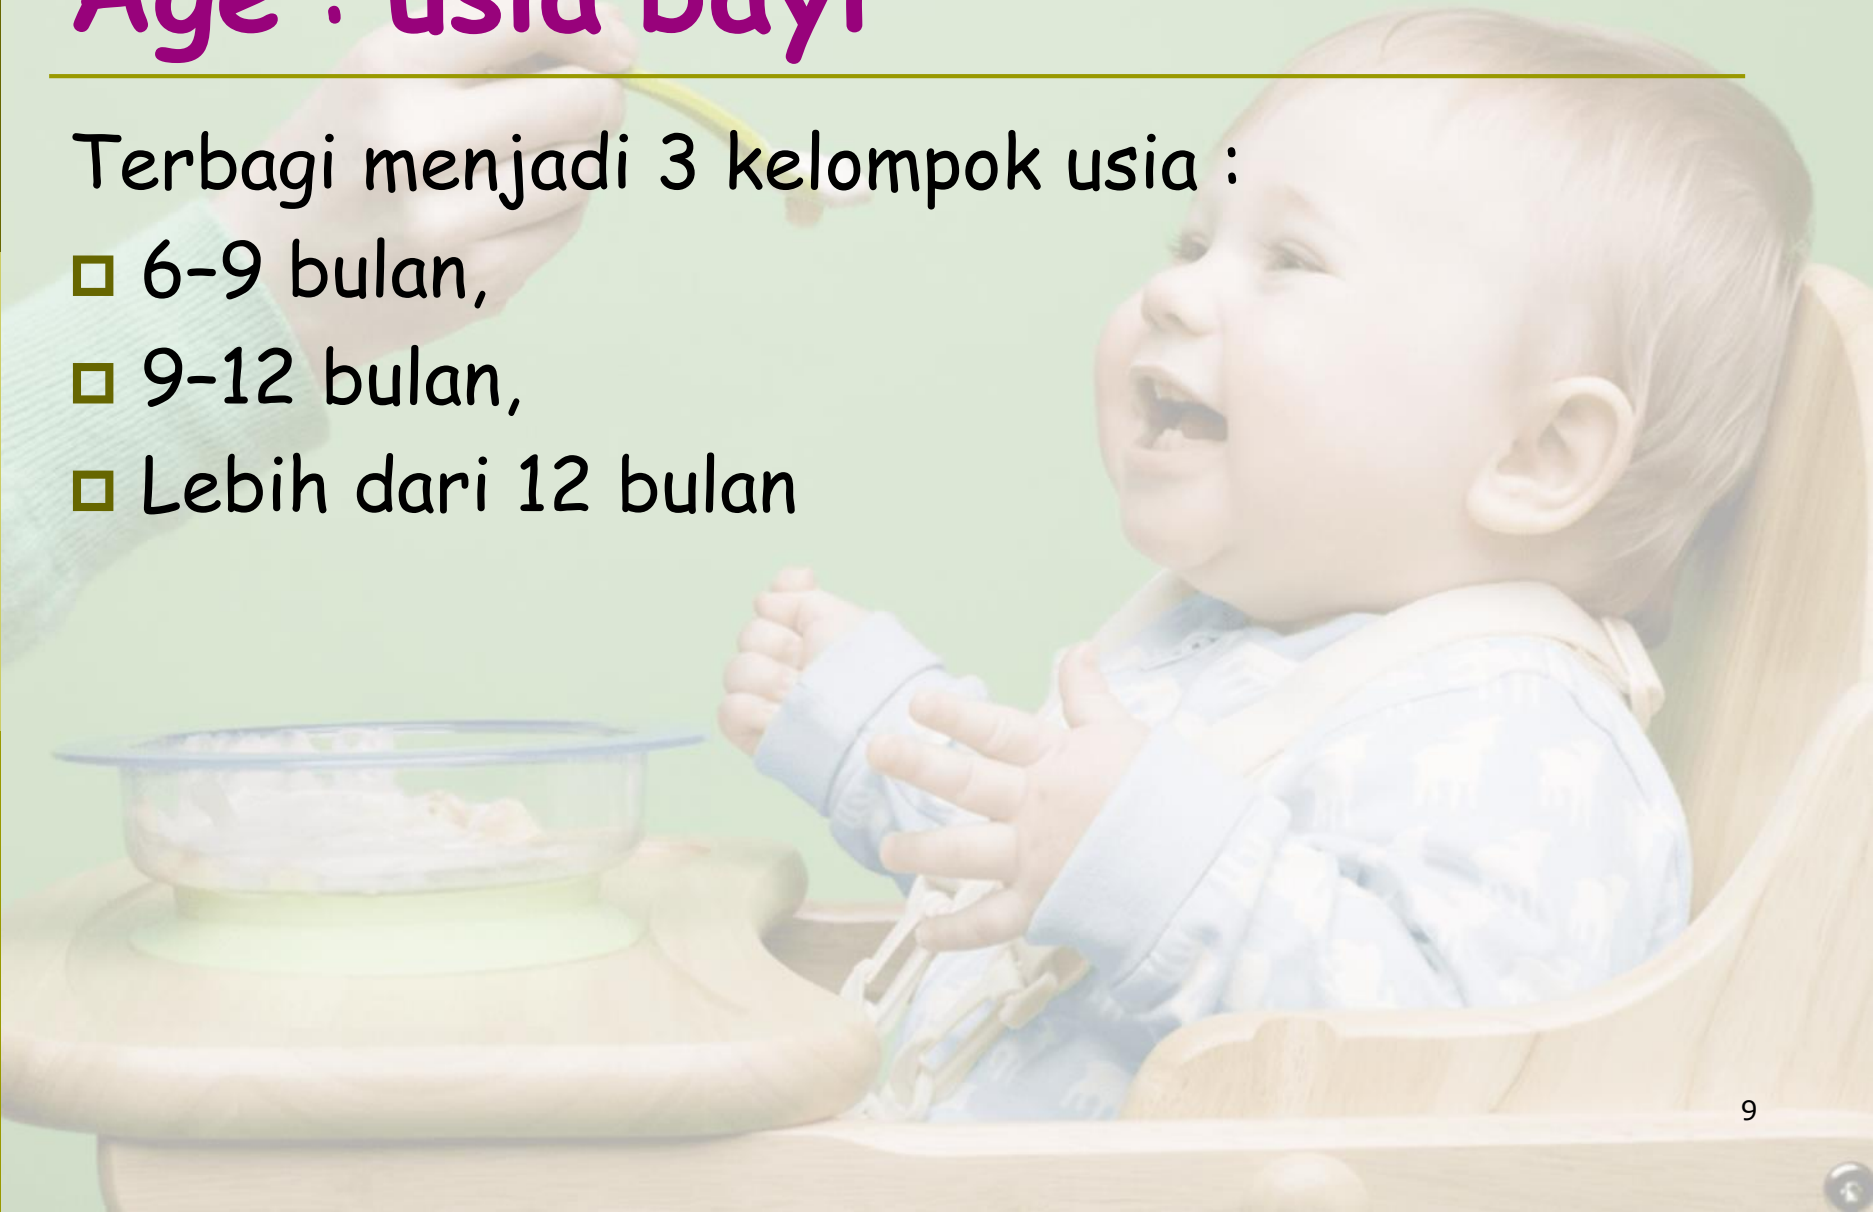 Age : usia bayi
Terbagi menjadi 3 kelompok usia :
6–9 bulan,
9–12 bulan,
Lebih dari 12 bulan
9